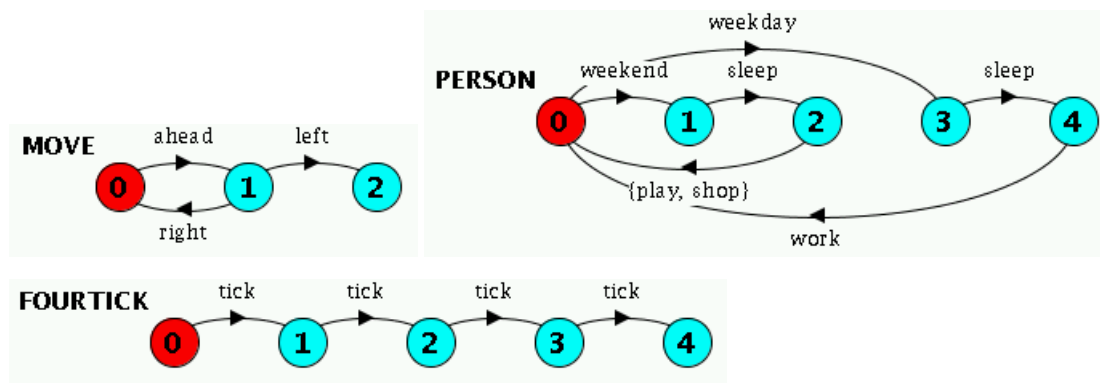 MOVE
ahead
left
0
1
2
right
PERSON
weekday
weekend
sleep
sleep
0
1
2
3
4
{play, shop}
work
FOURTICK
tick
tick
tick
tick
0
1
2
3
4